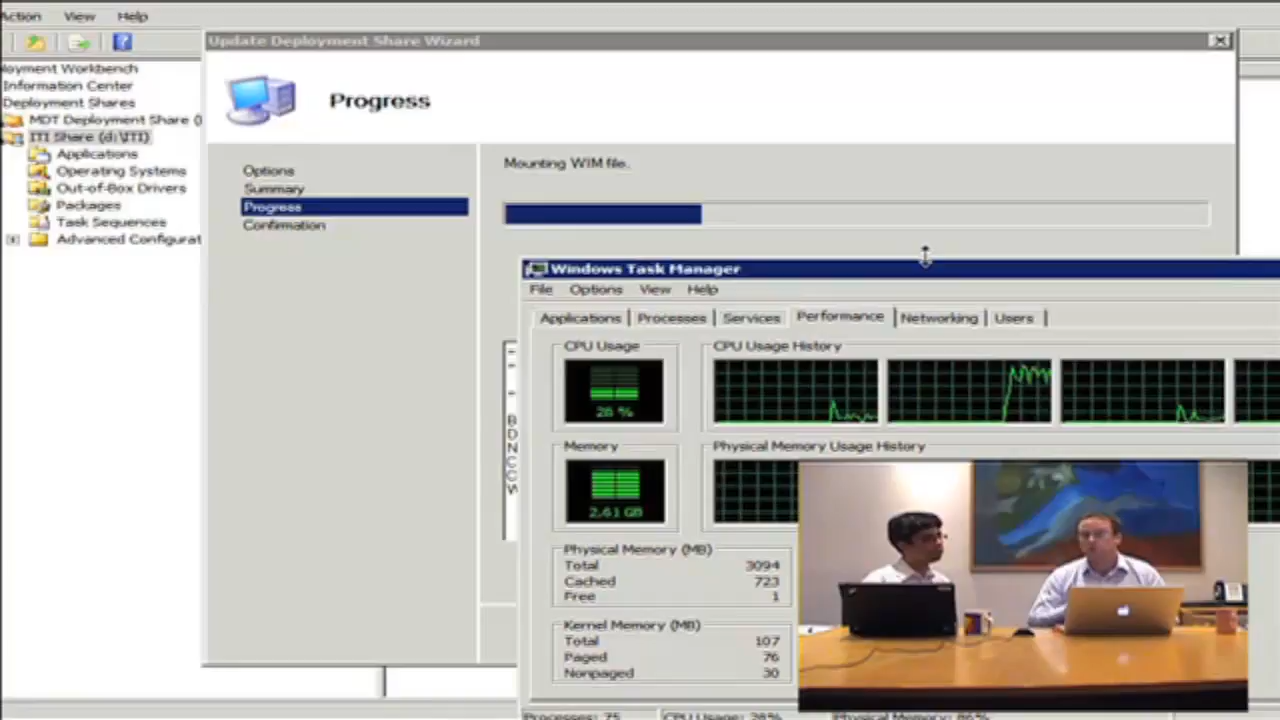 Action View Help
Update Deployment Share Wizard
loyment Workbench
Information Center
Deployment Shares
MDT Deployment Share (
ITI Share (d:\ITI)
Applications
Operating Systems
Out-of-Box Drivers
Packages
Task Sequences
Advanced Configurat
Progress
Options
Summary
Progress
Confirmation
Mounting WIM file.
Windows Task Manager
File Options View Help
Applications Processes Services Performance Networking Users
CPU Usage
CPU Usage History
28 %
Memory
Physical Memory Usage History
2.61 GB
Physical Memory (MB)
Total 3094
Cached 723
Free 1
Kernel Memory (MB)
Total 107
Paged 76
Nonpaged 30
Processes: 75 CPU Usage: 28% Physical Memory: 86%